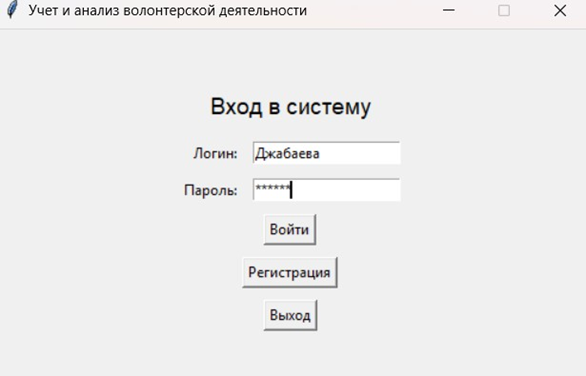 Учет и анализ волонтерской деятельности
Вход в систему
Логин: Джабаева
Пароль: ******
Войти
Регистрация
Выход